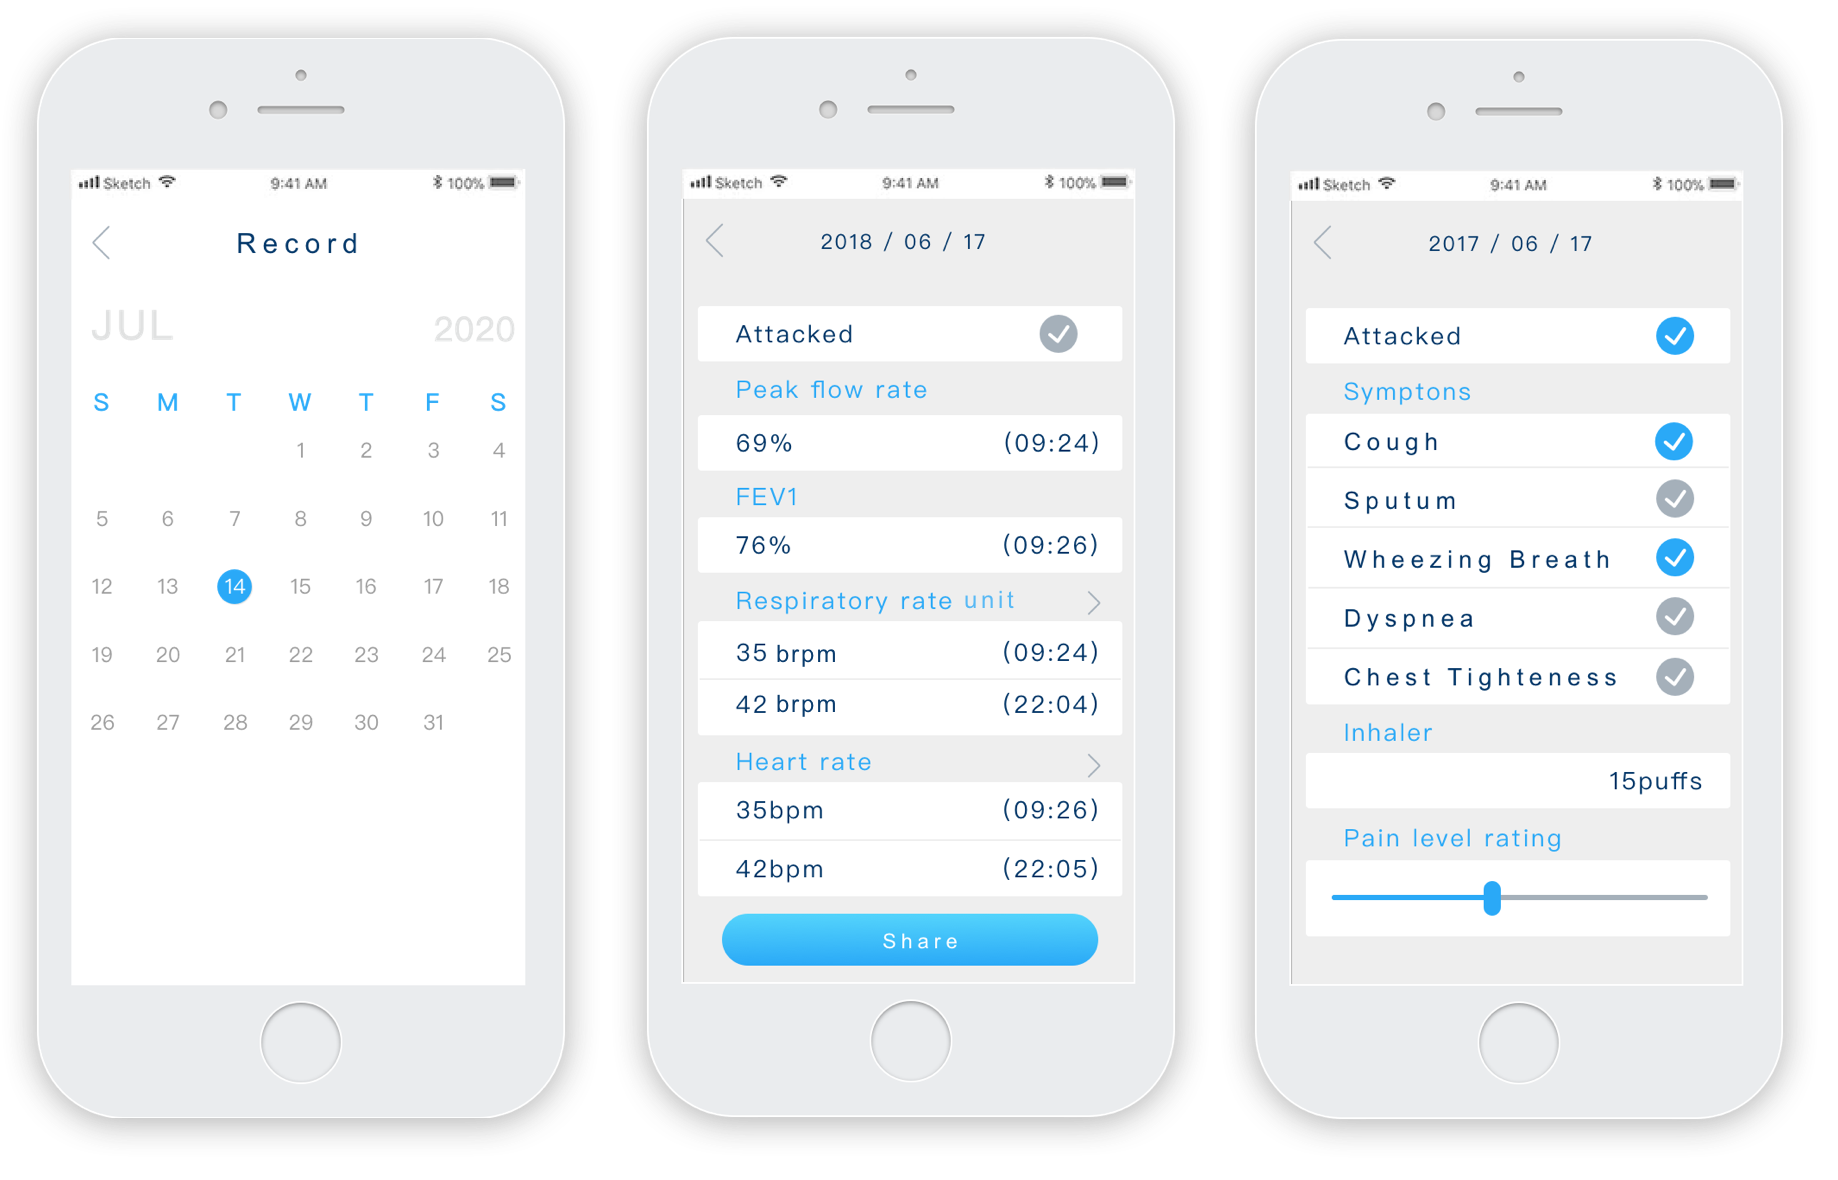 Sketch 9:41 AM 100%
Record
JUL 2020
S M T W T F S
1 2 3 4
5 6 7 8 9 10 11
12 13 14 15 16 17 18
19 20 21 22 23 24 25
26 27 28 29 30 31
Sketch 9:41 AM 100%
2018 / 06 / 17
Attacked
Peak flow rate
69% (09:24)
FEV1
76% (09:26)
Respiratory rate unit
35 brpm (09:24)
42 brpm (22:04)
Heart rate
35bpm (09:26)
42bpm (22:05)
Share
Sketch 9:41 AM 100%
2017 / 06 / 17
Attacked
Symptons
Cough
Sputum
Wheezing Breath
Dyspnea
Chest Tighteness
Inhaler
15puffs
Pain level rating